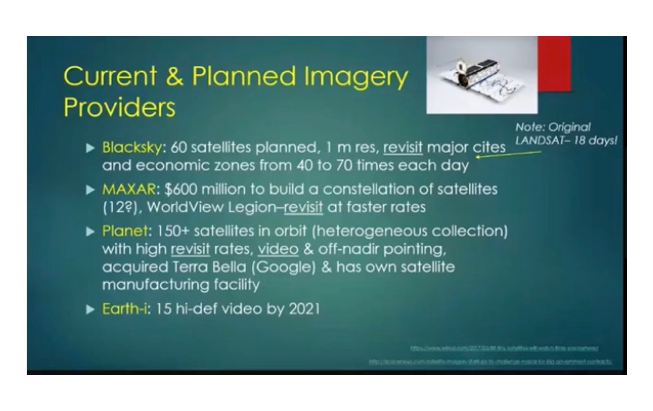 Current & Planned Imagery
Providers
Note: Original
LANDSAT– 18 days!
Blacksky: 60 satellites planned, 1 m res, revisit major cites
and economic zones from 40 to 70 times each day
MAXAR: $600 million to build a constellation of satellites
(12?), WorldView Legion–revisit at faster rates
Planet: 150+ satellites in orbit (heterogeneous collection)
with high revisit rates, video & off-nadir pointing,
acquired Terra Bella (Google) & has own satellite
manufacturing facility
Earth-i: 15 hi-def video by 2021